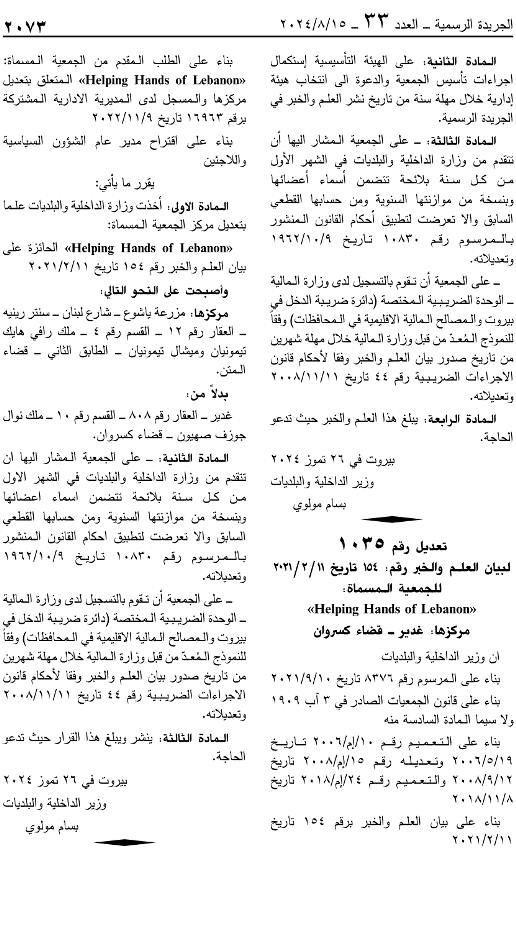 الجريدة الرسمية ــ العدد ٣٣ ــ ٢٠٢٤/٨/١٥
٢٠٧٣
المادة الثانية: على الهيئة التأسيسية إستكمال
اجراءات تأسيس الجمعية والدعوة الى انتخاب هيئة
إدارية خلال مهلة سنة من تاريخ نشر العلم والخبر في
الجريدة الرسمية.
المادة الثالثة: ــ على الجمعية المشار اليها أن
تتقدم من وزارة الداخلية والبلديات في الشهر الأول
من كل سنة بلائحة تتضمن أسماء أعضائها
وبنسخة من موازنتها السنوية ومن حسابها القطعي
السابق والا تعرضت لتطبيق أحكام القانون المنشور
بالمرسوم رقم ١٠٨٣٠ تاريخ ١٩٦٢/١٠/٩
وتعديلاته.
ــ على الجمعية أن تقوم بالتسجيل لدى وزارة المالية
ــ الوحدة الضريبية المختصة (دائرة ضريبة الدخل في
بيروت والمصالح المالية الاقليمية في المحافظات) وفقاً
للنموذج المُعدّ من قبل وزارة المالية خلال مهلة شهرين
من تاريخ صدور بيان العلم والخبر وفقا لأحكام قانون
الاجراءات الضريبية رقم ٤٤ تاريخ ٢٠٠٨/١١/١١
وتعديلاته.
المادة الرابعة: يبلغ هذا العلم والخبر حيث تدعو
الحاجة.
بيروت في ٢٦ تموز ٢٠٢٤
وزير الداخلية والبلديات
بسام مولوي
تعديل رقم ١٠٣٥
لبيان العلم والخبر رقم: ١٥٤ تاريخ ٢٠٢١/٢/١١
للجمعية المسماة:
«Helping Hands of Lebanon»
مركزها: غدير ــ قضاء كسروان
ان وزير الداخلية والبلديات
بناء على المرسوم رقم ٨٣٧٦ تاريخ ٢٠٢١/٩/١٠
بناء على قانون الجمعيات الصادر في ٣ آب ١٩٠٩
ولا سيما المادة السادسة منه
بناء على التعميم رقم ١٠/إم/٢٠٠٦ تاريخ
٢٠٠٦/٥/١٩ وتعديله رقم ١٥/إم/٢٠٠٨ تاريخ
٢٠٠٨/٩/١٢ والتعميم رقم ٢٤/إم/٢٠١٨ تاريخ
٢٠١٨/١١/٨
بناء على بيان العلم والخبر برقم ١٥٤ تاريخ
٢٠٢١/٢/١١
بناء على الطلب المقدم من الجمعية المسماة:
«Helping Hands of Lebanon» المتعلق بتعديل
مركزها والمسجل لدى المديرية الادارية المشتركة
برقم ١٦٩٦٣ تاريخ ٢٠٢٢/١١/٩
بناء على اقتراح مدير عام الشؤون السياسية
واللاجئين
يقرر ما يأتي:
المادة الاولى: أخذت وزارة الداخلية والبلديات علما
بتعديل مركز الجمعية المسماة:
«Helping Hands of Lebanon» الحائزة على
بيان العلم والخبر رقم ١٥٤ تاريخ ٢٠٢١/٢/١١
وأصبحت على النحو التالي:
مركزها: مزرعة ياشوع ــ شارع لبنان ــ سنتر رينيه
ــ العقار رقم ١٢ ــ القسم رقم ٤ ــ ملك رافي هايك
تيمونيان وميشال تيمونيان ــ الطابق الثاني ــ قضاء
المتن.
بدلاً من:
غدير ــ العقار رقم ٨٠٨ ــ القسم رقم ١٠ ــ ملك نوال
جوزف صهيون ــ قضاء كسروان.
المادة الثانية: ــ على الجمعية المشار اليها ان
تتقدم من وزارة الداخلية والبلديات في الشهر الاول
من كل سنة بلائحة تتضمن اسماء اعضائها
وبنسخة من موازنتها السنوية ومن حسابها القطعي
السابق والا تعرضت لتطبيق احكام القانون المنشور
بالمرسوم رقم ١٠٨٣٠ تاريخ ١٩٦٢/١٠/٩
وتعديلاته.
ــ على الجمعية أن تقوم بالتسجيل لدى وزارة المالية
ــ الوحدة الضريبية المختصة (دائرة ضريبة الدخل في
بيروت والمصالح المالية الاقليمية في المحافظات) وفقاً
للنموذج المُعدّ من قبل وزارة المالية خلال مهلة شهرين
من تاريخ صدور بيان العلم والخبر وفقا لأحكام قانون
الاجراءات الضريبية رقم ٤٤ تاريخ ٢٠٠٨/١١/١١
وتعديلاته.
المادة الثالثة: ينشر ويبلغ هذا القرار حيث تدعو
الحاجة.
بيروت في ٢٦ تموز ٢٠٢٤
وزير الداخلية والبلديات
بسام مولوي